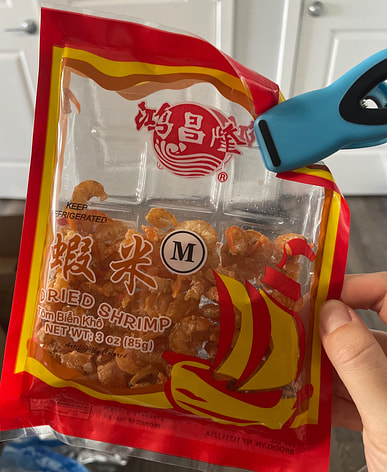 鴻昌隆
®
KEEP
REFRIGERATED
蝦米
M
DRIED SHRIMP
Tôm Biển Khô
NET WT: 3 oz (85g)